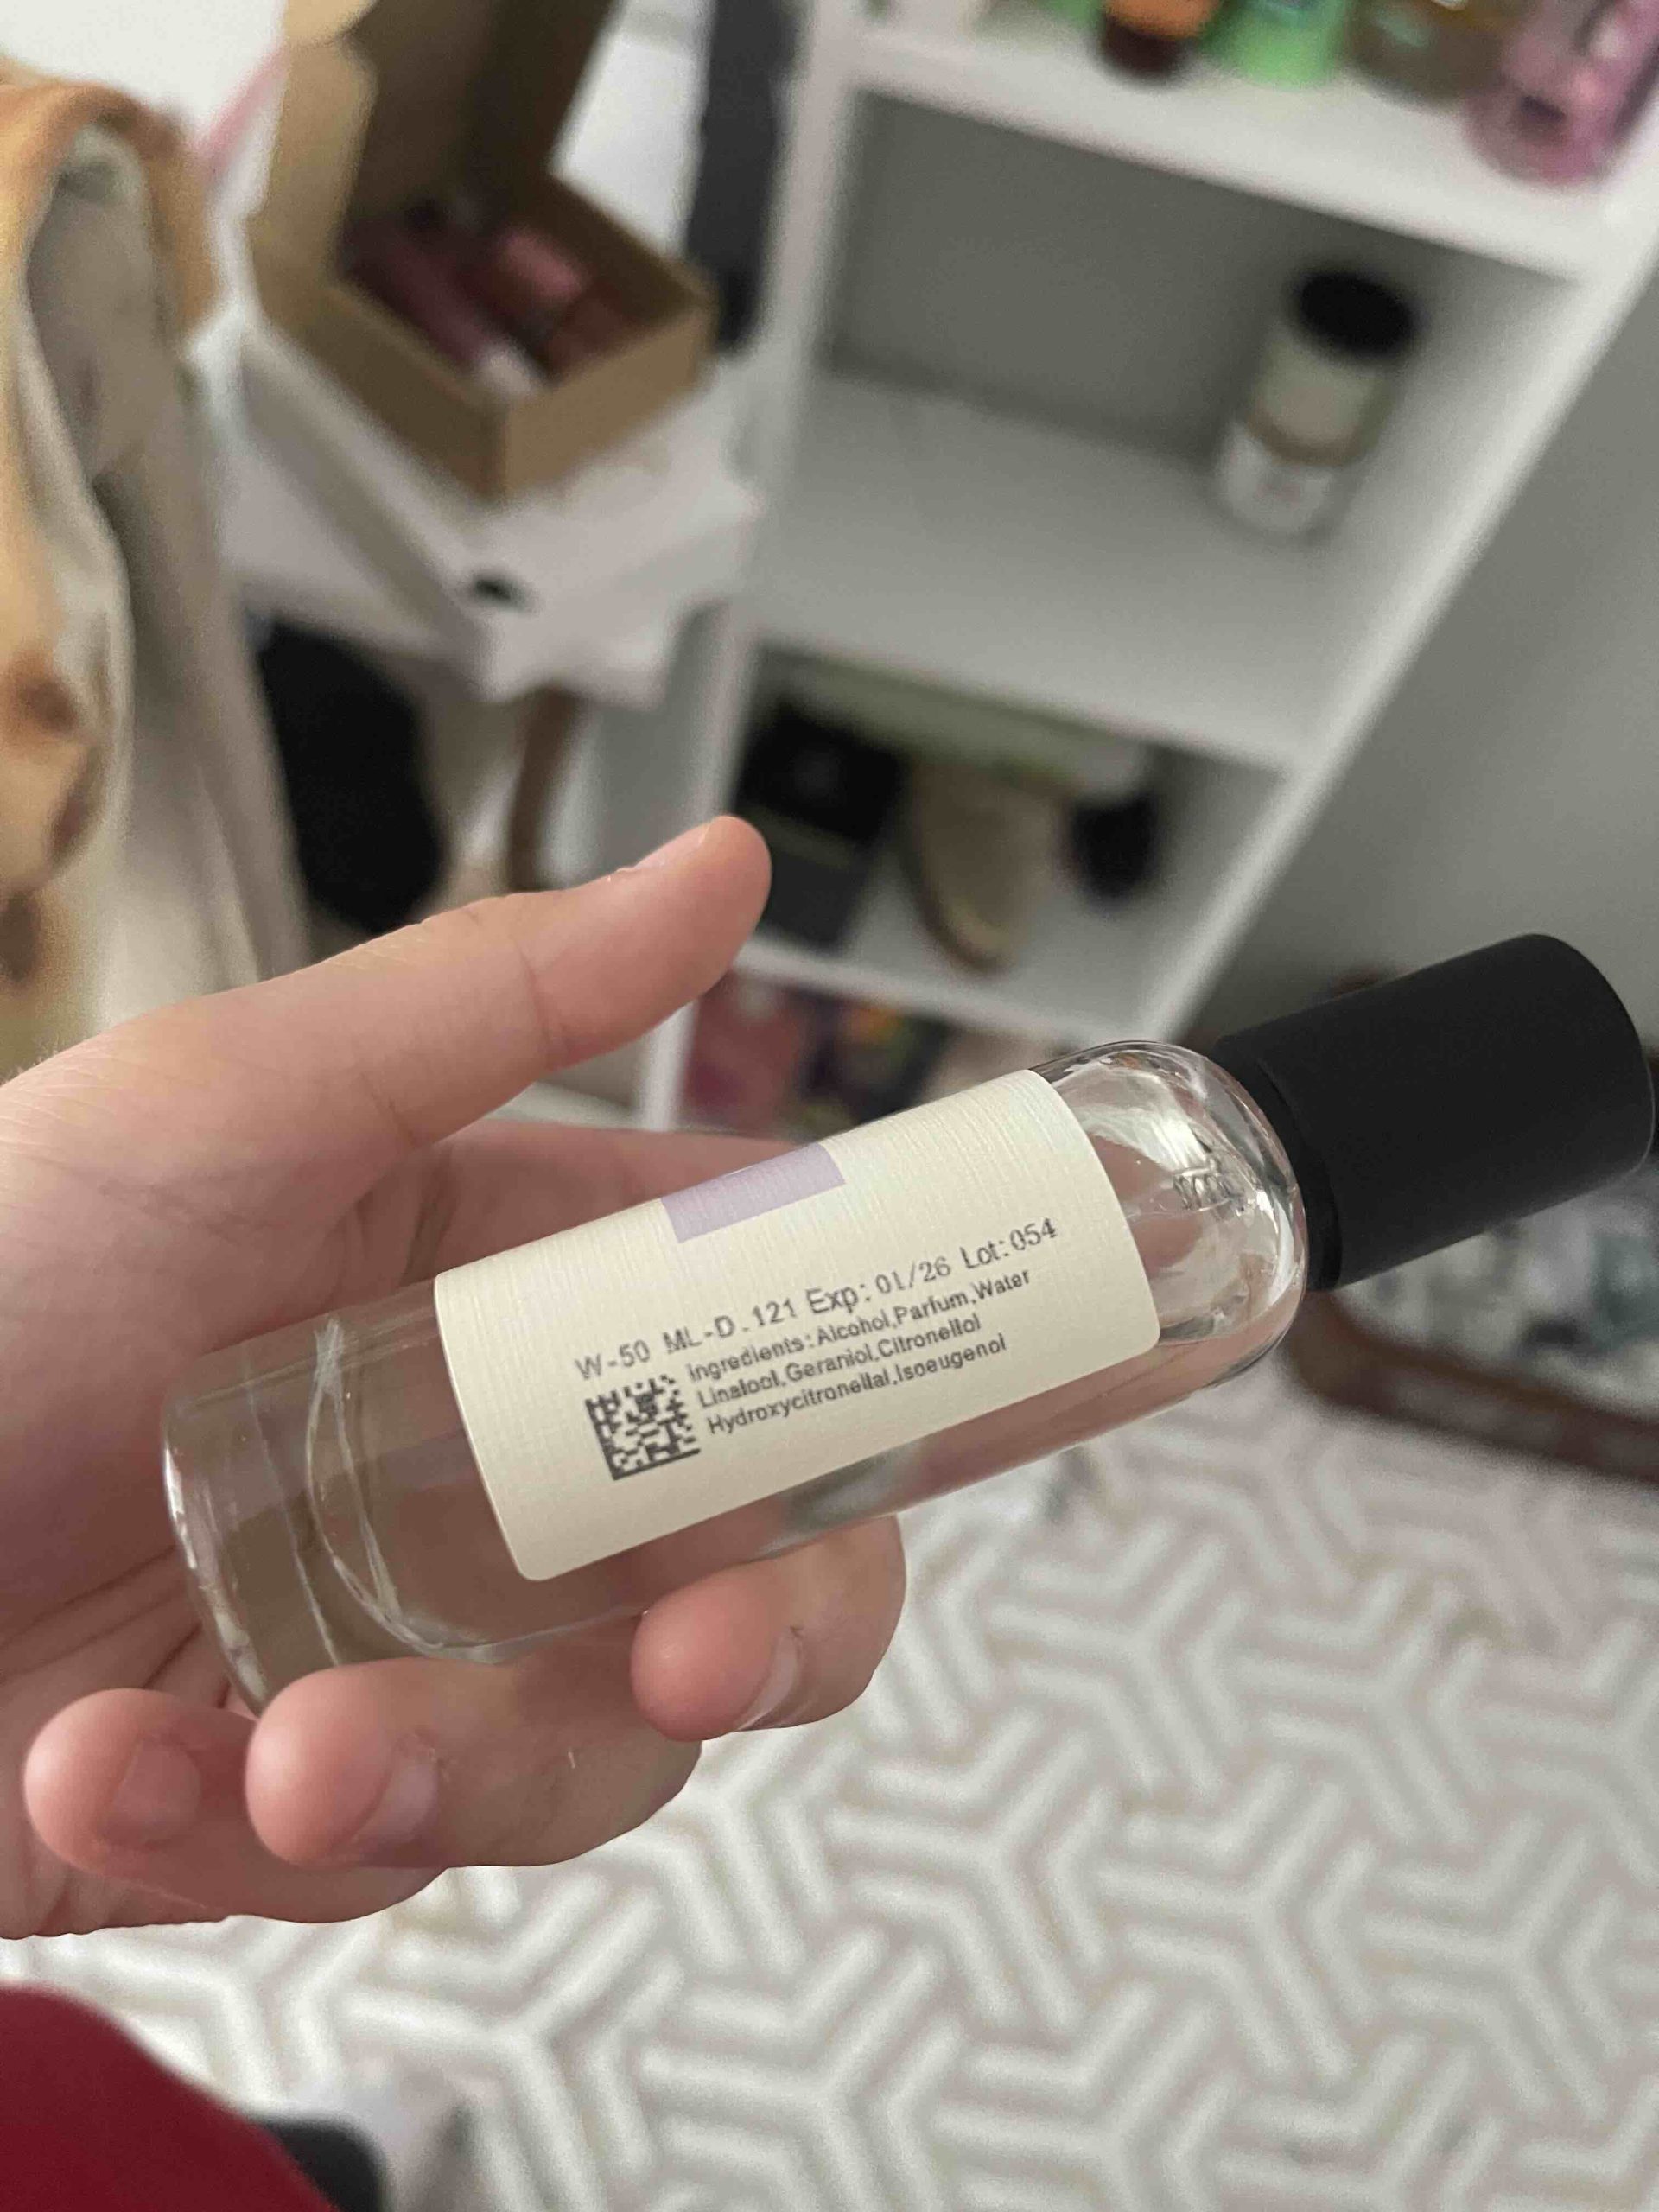 W-50 ML-D.121 Exp: 01/26 Lot:054
Ingredients:Alcohol,Parfum,Water
Linalool,Geraniol,Citronellol
Hydroxycitronellal,Isoeugenol